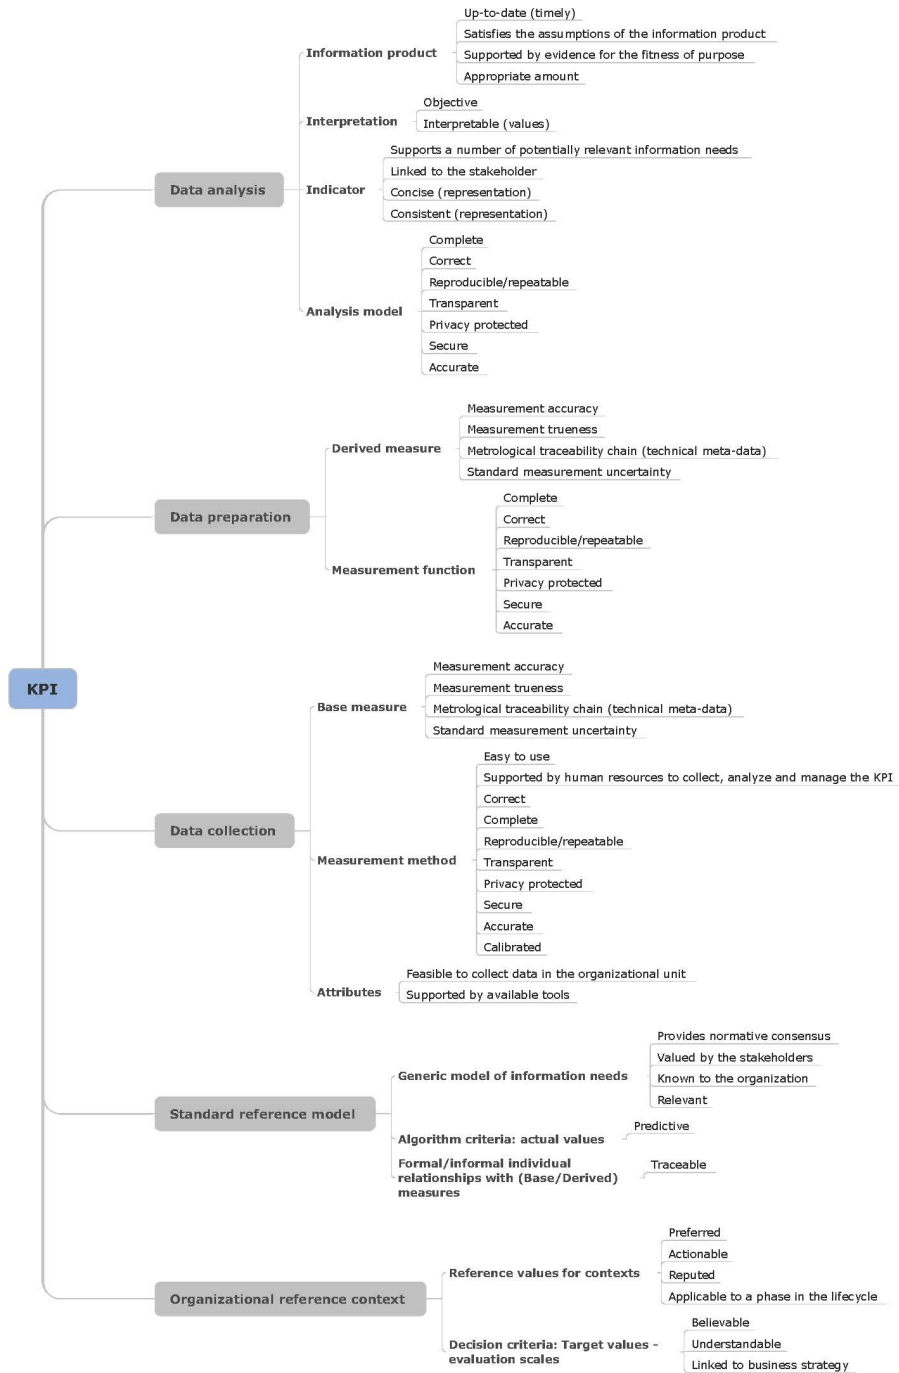 KPI
Data analysis
Information product
Up-to-date (timely)
Satisfies the assumptions of the information product
Supported by evidence for the fitness of purpose
Appropriate amount
Interpretation
Objective
Interpretable (values)
Indicator
Supports a number of potentially relevant information needs
Linked to the stakeholder
Concise (representation)
Consistent (representation)
Analysis model
Complete
Correct
Reproducible/repeatable
Transparent
Privacy protected
Secure
Accurate
Data preparation
Derived measure
Measurement accuracy
Measurement trueness
Metrological traceability chain (technical meta-data)
Standard measurement uncertainty
Measurement function
Complete
Correct
Reproducible/repeatable
Transparent
Privacy protected
Secure
Accurate
Data collection
Base measure
Measurement accuracy
Measurement trueness
Metrological traceability chain (technical meta-data)
Standard measurement uncertainty
Measurement method
Easy to use
Supported by human resources to collect, analyze and manage the KPI
Correct
Complete
Reproducible/repeatable
Transparent
Privacy protected
Secure
Accurate
Calibrated
Attributes
Feasible to collect data in the organizational unit
Supported by available tools
Standard reference model
Generic model of information needs
Provides normative consensus
Valued by the stakeholders
Known to the organization
Relevant
Algorithm criteria: actual values
Predictive
Formal/informal individual
relationships with (Base/Derived)
measures
Traceable
Organizational reference context
Reference values for contexts
Preferred
Actionable
Reputed
Applicable to a phase in the lifecycle
Decision criteria: Target values -
evaluation scales
Believable
Understandable
Linked to business strategy